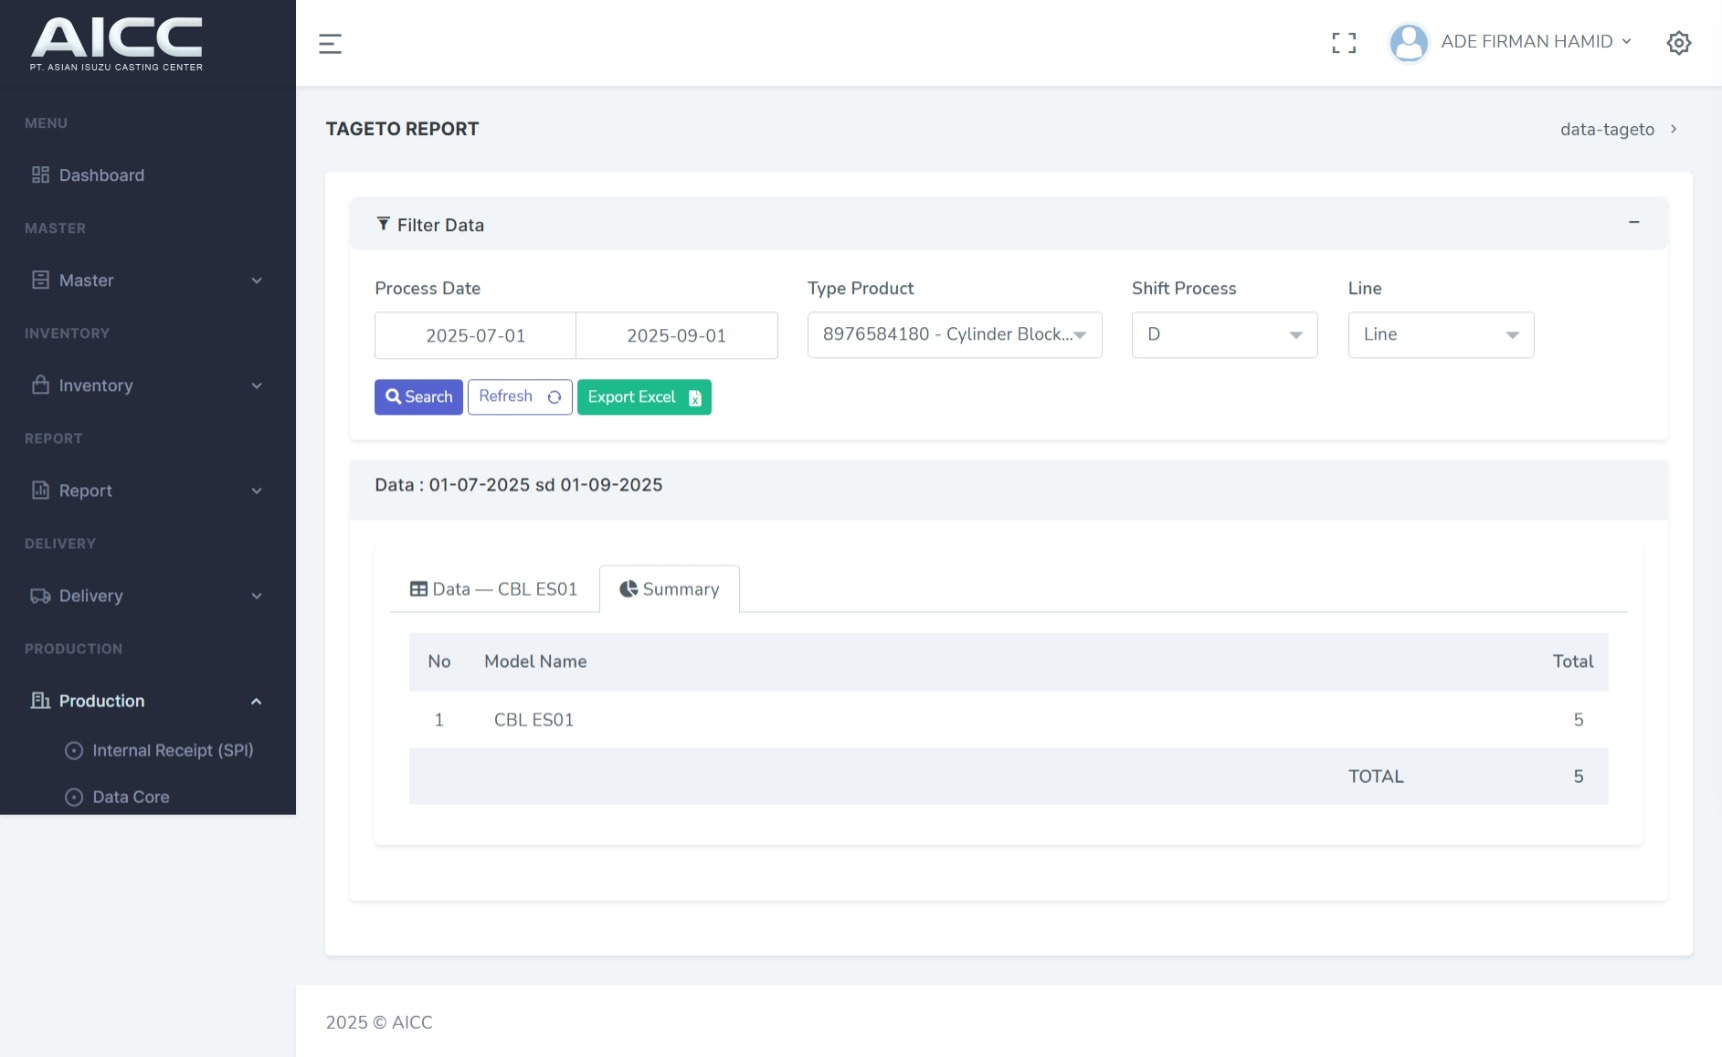 AICC
PT. ASIAN ISUZU CASTING CENTER
MENU
Dashboard
MASTER
Master
INVENTORY
Inventory
REPORT
Report
DELIVERY
Delivery
PRODUCTION
Production
Internal Receipt (SPI)
Data Core
ADE FIRMAN HAMID
TAGETO REPORT
data-tageto
Filter Data
Process Date Type Product Shift Process Line
2025-07-01 2025-09-01 8976584180 - Cylinder Block... D Line
Search Refresh Export Excel
Data : 01-07-2025 sd 01-09-2025
Data — CBL ES01 Summary
No Model Name Total
1 CBL ES01 5
TOTAL 5
2025 © AICC